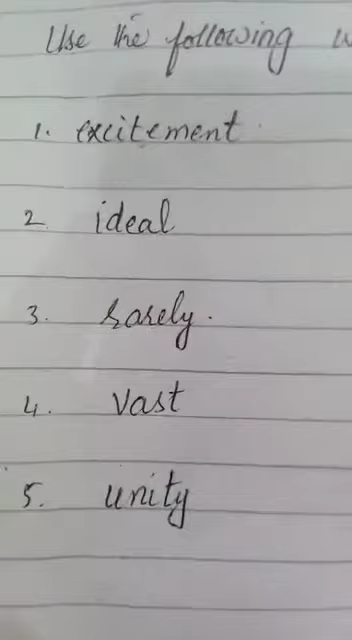 Use the following
1. excitement
2. ideal
3. rarely.
4. vast
5. unity